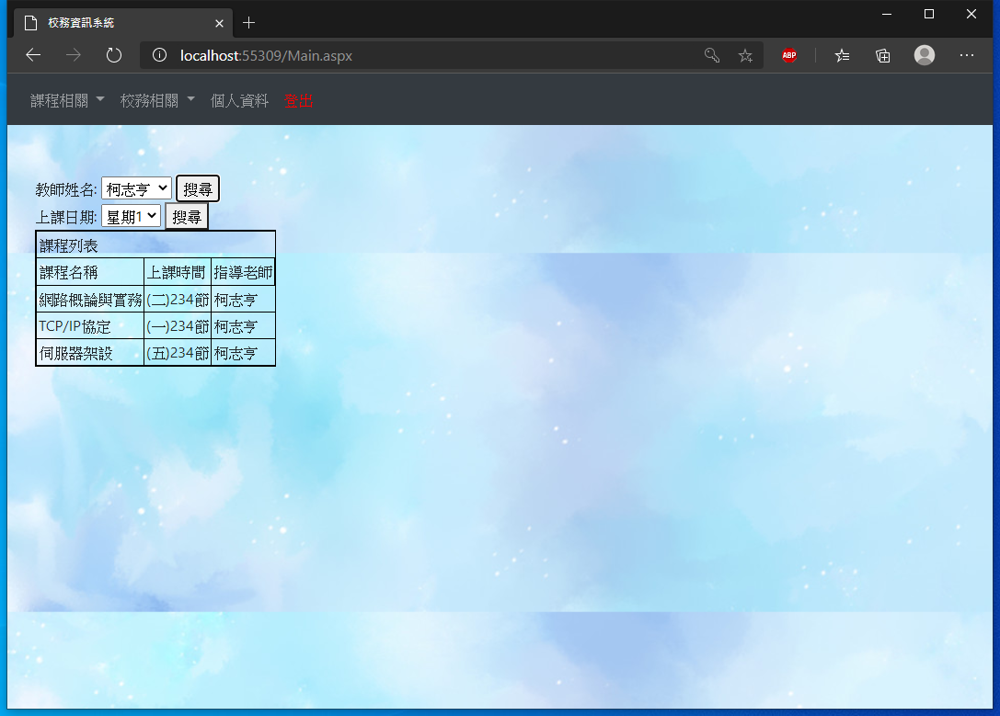 校務資訊系統
localhost:55309/Main.aspx
ABP
課程相關 校務相關 個人資料 登出
教師姓名: 柯志亨 搜尋
上課日期: 星期1 搜尋
課程列表
課程名稱 上課時間 指導老師
網路概論與實務 (二)234節 柯志亨
TCP/IP協定 (一)234節 柯志亨
伺服器架設 (五)234節 柯志亨